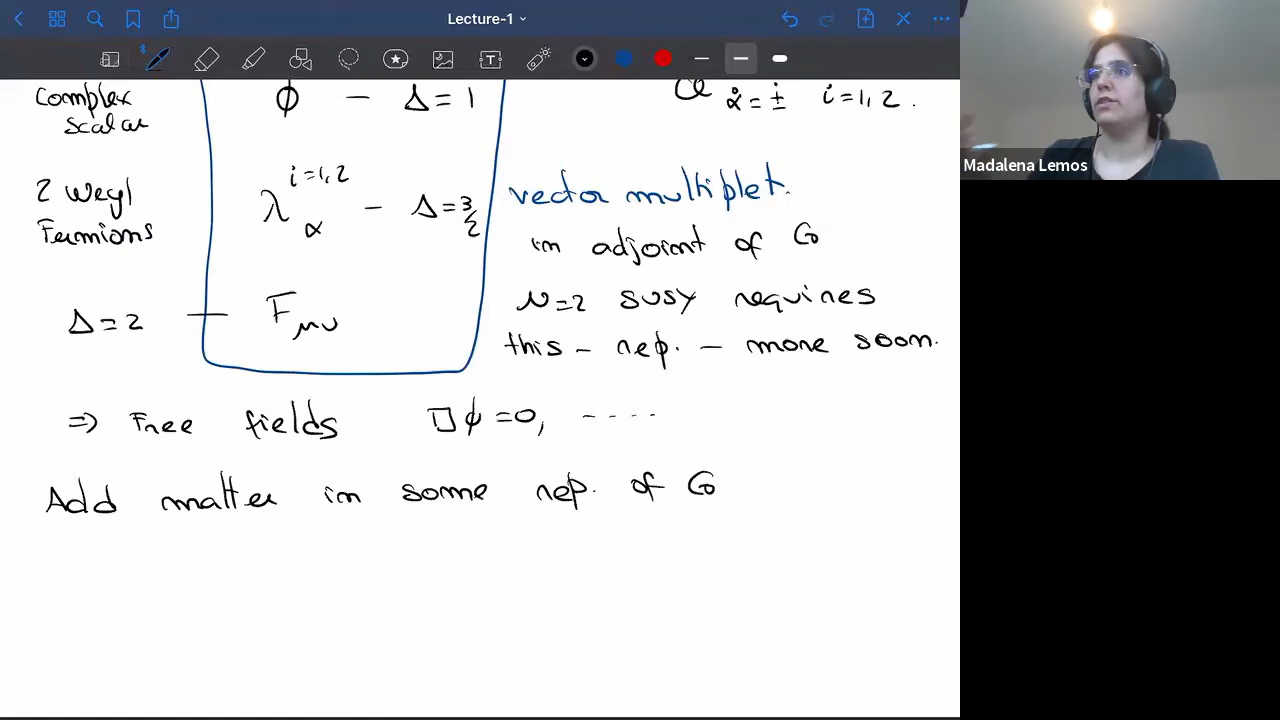 Lecture-1
Madalena Lemos
Complex
scalar
ϕ — Δ = 1
α̇ = ± i=1,2.
2 Weyl
Fermions
λ α i=1,2 — Δ = 3/2
vector multiplet.
in adjoint of G
N=2 susy requires
this - rep. - more soon.
Δ = 2 — Fμν
⇒ Free fields □ϕ = 0, - - - -
Add matter in some rep. of G